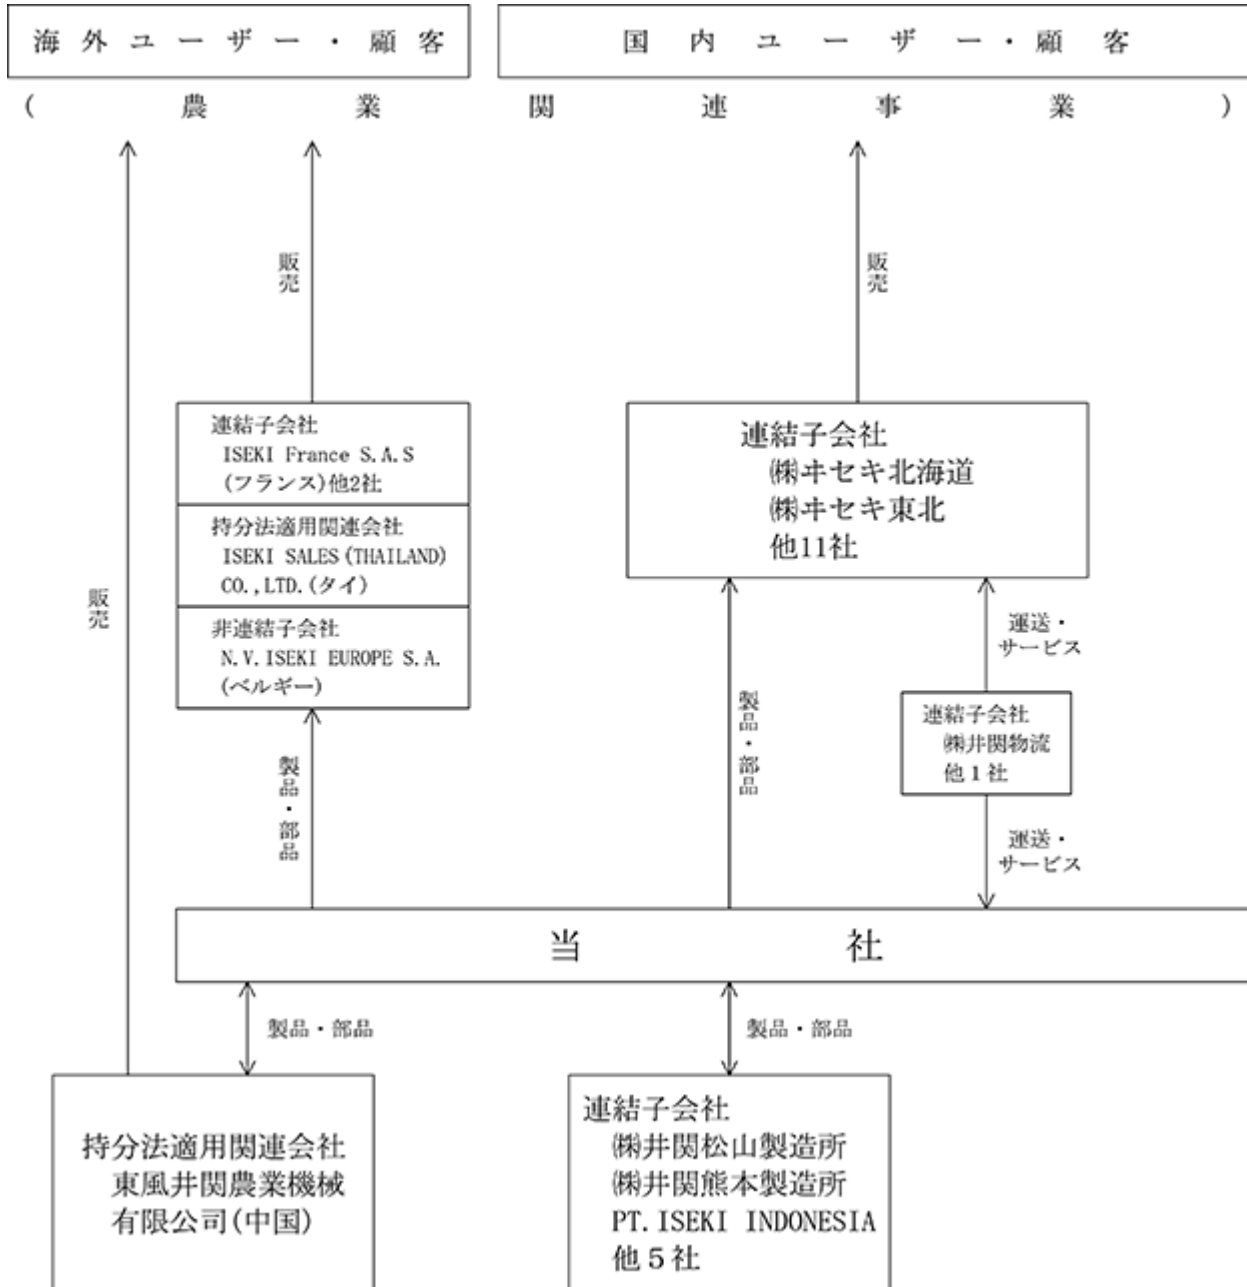 海外ユーザー・顧客
国内ユーザー・顧客
(農業関連事業)
販売
販売
販売
連結子会社
ISEKI France S.A.S
(フランス)他2社
持分法適用関連会社
ISEKI SALES(THAILAND)
CO.,LTD.(タイ)
非連結子会社
N.V.ISEKI EUROPE S.A.
(ベルギー)
連結子会社
㈱ヰセキ北海道
㈱ヰセキ東北
他11社
運送・
サービス
連結子会社
㈱井関物流
他1社
運送・
サービス
製品・部品
製品・部品
当社
製品・部品
製品・部品
持分法適用関連会社
東風井関農業機械
有限公司(中国)
連結子会社
㈱井関松山製造所
㈱井関熊本製造所
PT.ISEKI INDONESIA
他5社